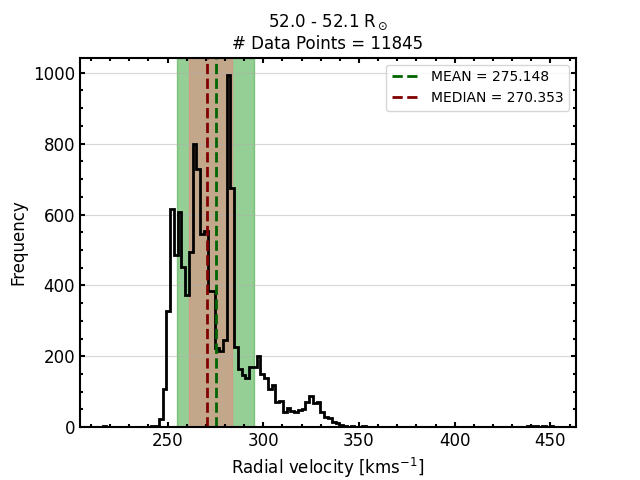 52.0 - 52.1 R⊙
# Data Points = 11845
MEAN = 275.148
MEDIAN = 270.353
1000
800
600
400
200
0
Frequency
250
300
350
400
450
Radial velocity [kms⁻¹]